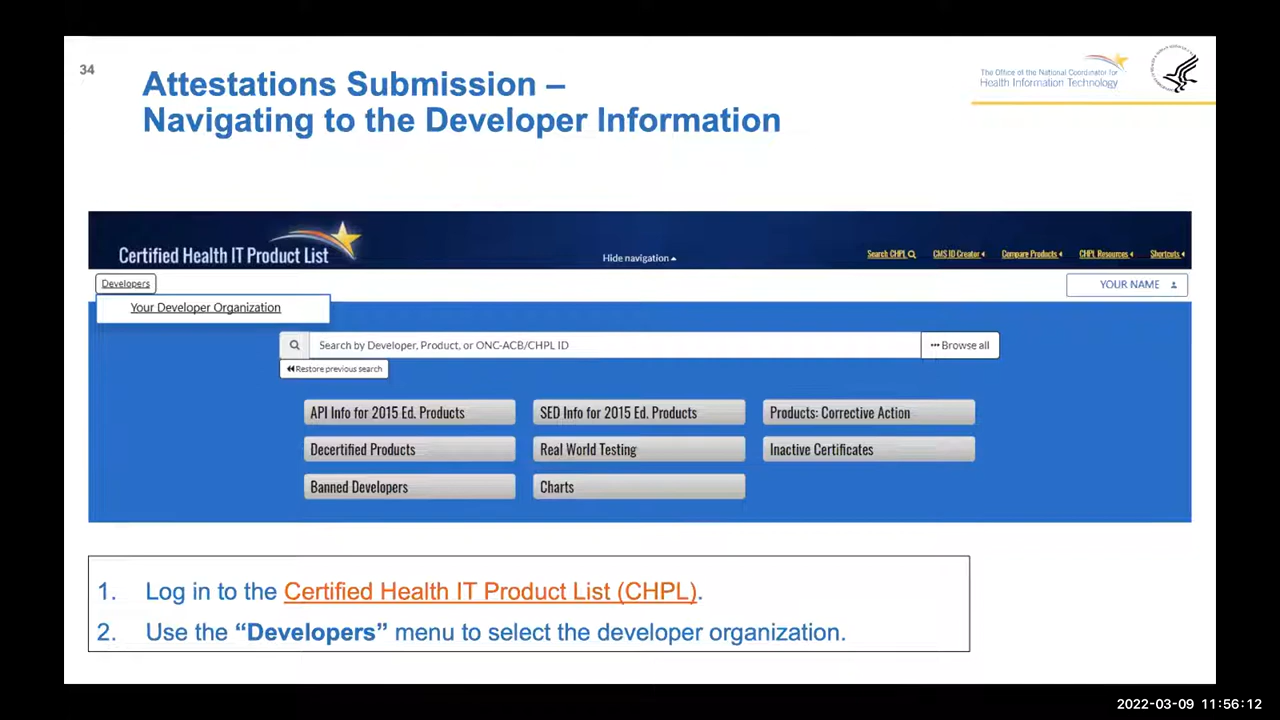 34
Attestations Submission –
Navigating to the Developer Information
The Office of the National Coordinator for
Health Information Technology
Certified Health IT Product List
Hide navigation
Search CHPL
CMS ID Creator
Compare Products
CHPL Resources
Shortcuts
Developers
YOUR NAME
Your Developer Organization
Search by Developer, Product, or ONC-ACB/CHPL ID
Browse all
Restore previous search
API Info for 2015 Ed. Products
SED Info for 2015 Ed. Products
Products: Corrective Action
Decertified Products
Real World Testing
Inactive Certificates
Banned Developers
Charts
1. Log in to the Certified Health IT Product List (CHPL).
2. Use the “Developers” menu to select the developer organization.
2022-03-09 11:56:12